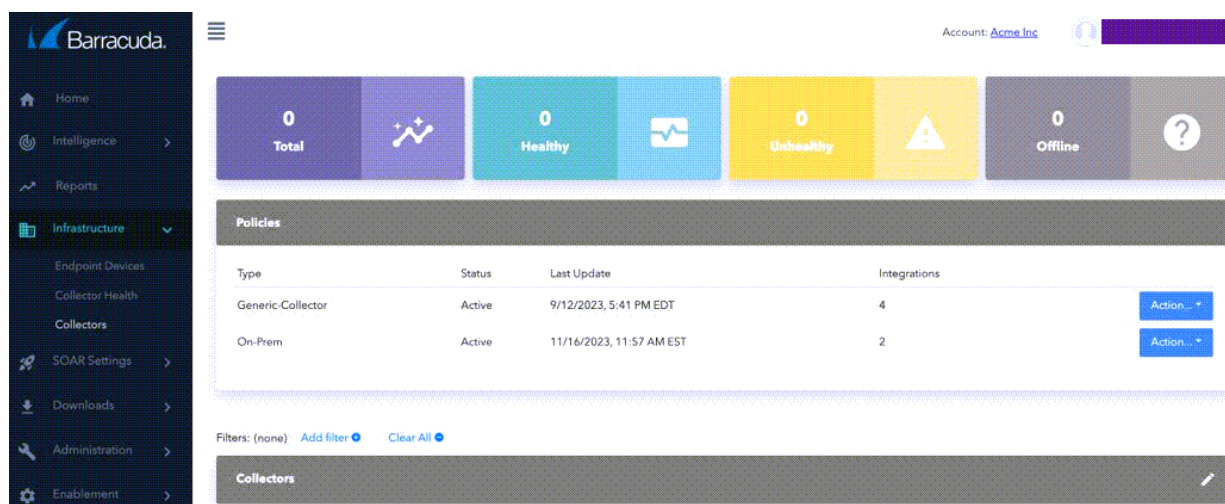 Barracuda.
Account: Acme Inc
Home
Intelligence
Reports
Infrastructure
Endpoint Devices
Collector Health
Collectors
SOAR Settings
Downloads
Administration
Enablement
0
Total
0
Healthy
0
Unhealthy
0
Offline
Policies
Type Status Last Update Integrations
Generic-Collector Active 9/12/2023, 5:41 PM EDT 4 Action...
On-Prem Active 11/16/2023, 11:57 AM EST 2 Action...
Filters: (none) Add filter Clear All
Collectors